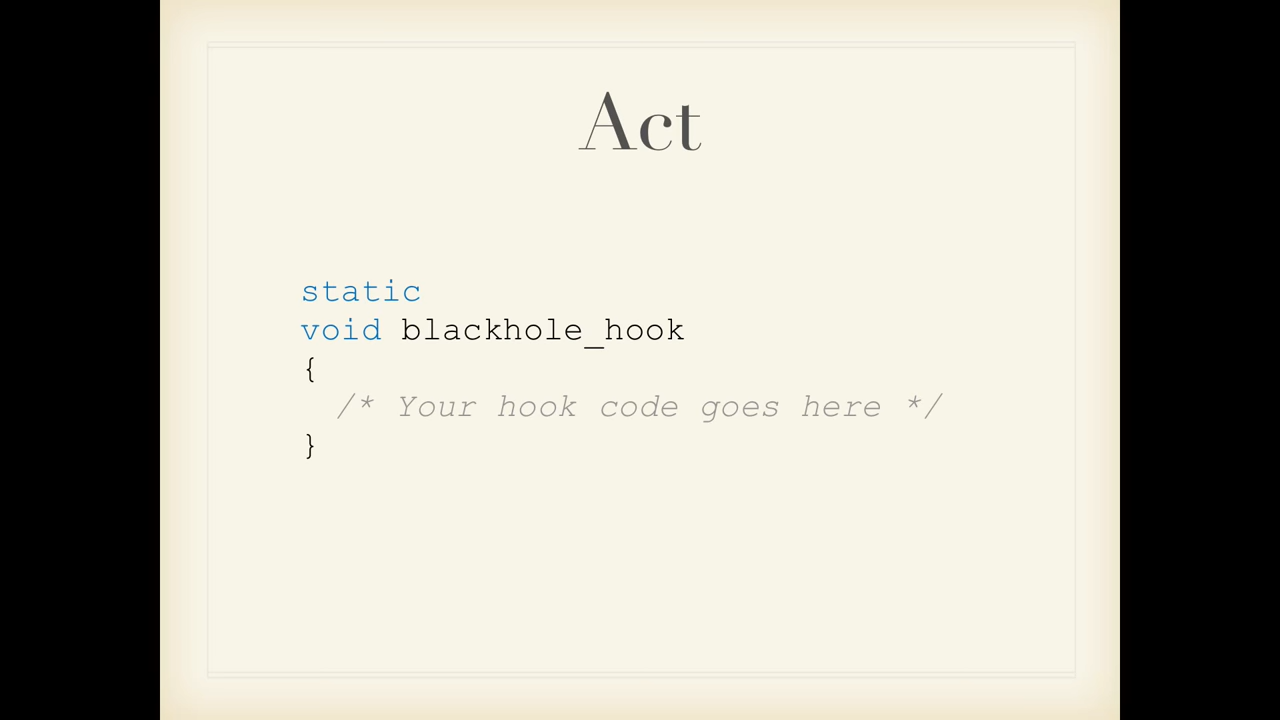 Act
static
void blackhole_hook
{
  /* Your hook code goes here */
}